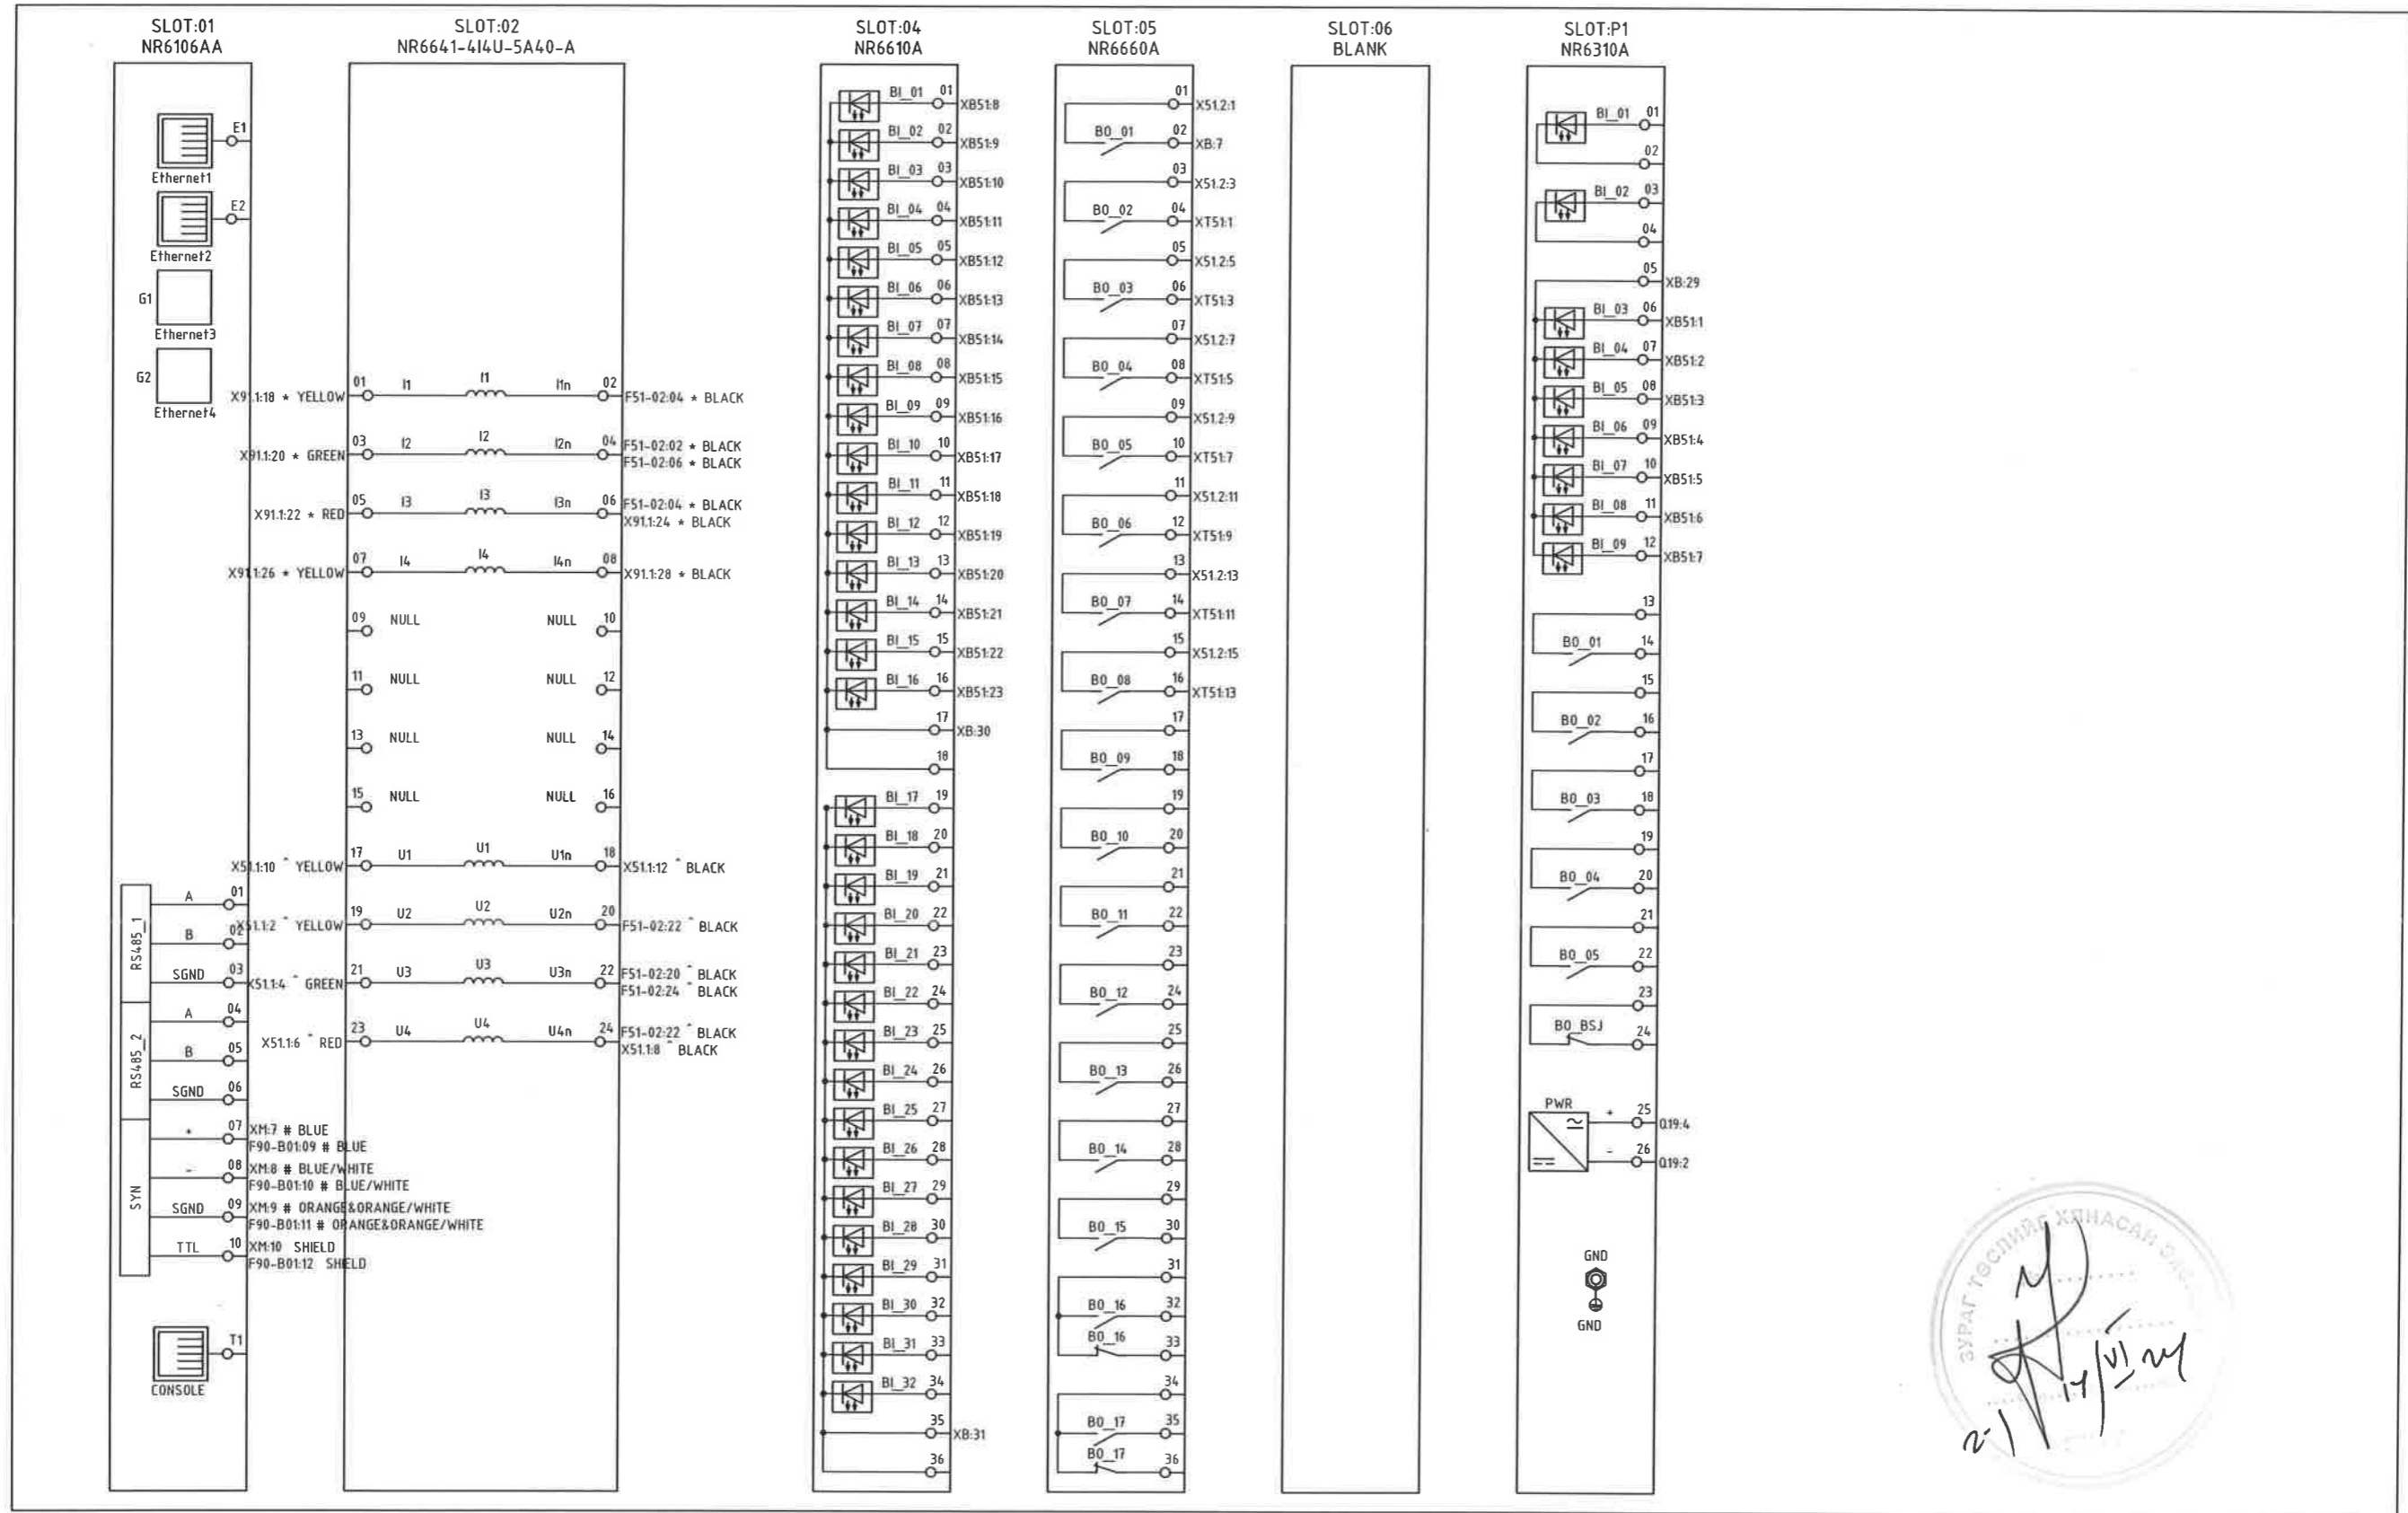 SLOT:01
NR6106AA
E1
Ethernet1
E2
Ethernet2
G1
Ethernet3
G2
Ethernet4
RS485_1
A 01
B 02
SGND 03
RS485_2
A 04
B 05
SGND 06
SYN
+ 07 XM:7 # BLUE
F90-B01:09 # BLUE
- 08 XM:8 # BLUE/WHITE
F90-B01:10 # BLUE/WHITE
SGND 09 XM:9 # ORANGE&ORANGE/WHITE
F90-B01:11 # ORANGE&ORANGE/WHITE
TTL 10 XM:10 SHIELD
F90-B01:12 SHIELD
T1
CONSOLE
SLOT:02
NR6641-4I4U-5A40-A
X91.1:18 * YELLOW 01 I1 I1 I1n 02 F51-02:04 * BLACK
X91.1:20 * GREEN 03 I2 I2 I2n 04 F51-02:02 * BLACK
F51-02:06 * BLACK
X91.1:22 * RED 05 I3 I3 I3n 06 F51-02:04 * BLACK
X91.1:24 * BLACK
X91.1:26 * YELLOW 07 I4 I4 I4n 08 X91.1:28 * BLACK
09 NULL NULL 10
11 NULL NULL 12
13 NULL NULL 14
15 NULL NULL 16
X51.1:10 ^ YELLOW 17 U1 U1 U1n 18 X51.1:12 ^ BLACK
X51.1:2 ^ YELLOW 19 U2 U2 U2n 20 F51-02:22 ^ BLACK
X51.1:4 ^ GREEN 21 U3 U3 U3n 22 F51-02:20 ^ BLACK
F51-02:24 ^ BLACK
X51.1:6 ^ RED 23 U4 U4 U4n 24 F51-02:22 ^ BLACK
X51.1:8 ^ BLACK
SLOT:04
NR6610A
BI_01 01 XB51:8
BI_02 02 XB51:9
BI_03 03 XB51:10
BI_04 04 XB51:11
BI_05 05 XB51:12
BI_06 06 XB51:13
BI_07 07 XB51:14
BI_08 08 XB51:15
BI_09 09 XB51:16
BI_10 10 XB51:17
BI_11 11 XB51:18
BI_12 12 XB51:19
BI_13 13 XB51:20
BI_14 14 XB51:21
BI_15 15 XB51:22
BI_16 16 XB51:23
17 XB:30
18
BI_17 19
BI_18 20
BI_19 21
BI_20 22
BI_21 23
BI_22 24
BI_23 25
BI_24 26
BI_25 27
BI_26 28
BI_27 29
BI_28 30
BI_29 31
BI_30 32
BI_31 33
BI_32 34
35 XB:31
36
SLOT:05
NR6660A
01 X51.2:1
BO_01 02 XB:7
03 X51.2:3
BO_02 04 XT51:1
05 X51.2:5
BO_03 06 XT51:3
07 X51.2:7
BO_04 08 XT51:5
09 X51.2:9
BO_05 10 XT51:7
11 X51.2:11
BO_06 12 XT51:9
13 X51.2:13
BO_07 14 XT51:11
15 X51.2:15
BO_08 16 XT51:13
17
BO_09 18
19
BO_10 20
21
BO_11 22
23
BO_12 24
25
BO_13 26
27
BO_14 28
29
BO_15 30
31
BO_16 32
BO_16 33
34
BO_17 35
BO_17 36
SLOT:06
BLANK
SLOT:P1
NR6310A
BI_01 01
02
BI_02 03
04
05 XB:29
BI_03 06 XB51:1
BI_04 07 XB51:2
BI_05 08 XB51:3
BI_06 09 XB51:4
BI_07 10 XB51:5
BI_08 11 XB51:6
BI_09 12 XB51:7
13
BO_01 14
15
BO_02 16
17
BO_03 18
19
BO_04 20
21
BO_05 22
23
BO_BSJ 24
PWR
+ 25 Q19:4
- 26 Q19:2
GND
GND
ЗУРАГ ТӨСЛИЙГ ХЯНАСАН